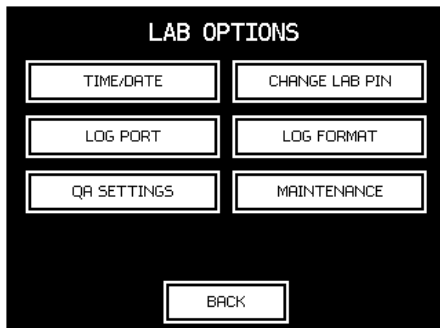 LAB OPTIONS
TIME/DATE
CHANGE LAB PIN
LOG PORT
LOG FORMAT
QA SETTINGS
MAINTENANCE
BACK